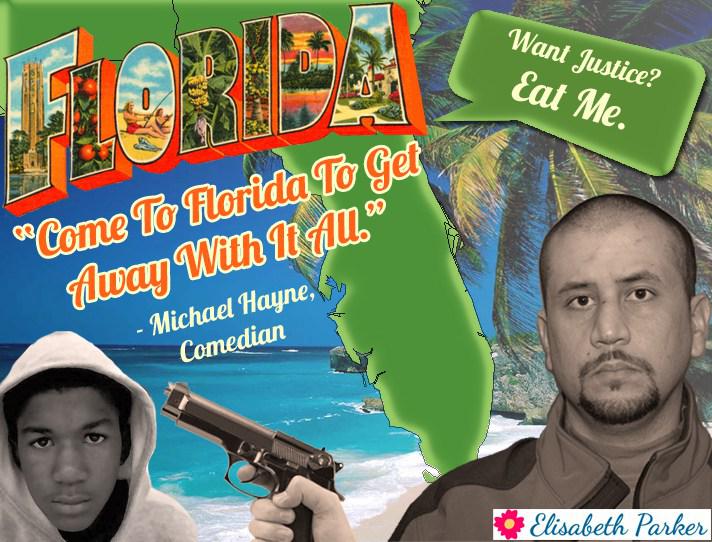 FLORIDA
Want Justice?
Eat Me.
“Come To Florida To Get
Away With It All.”
- Michael Hayne,
Comedian
Elisabeth Parker